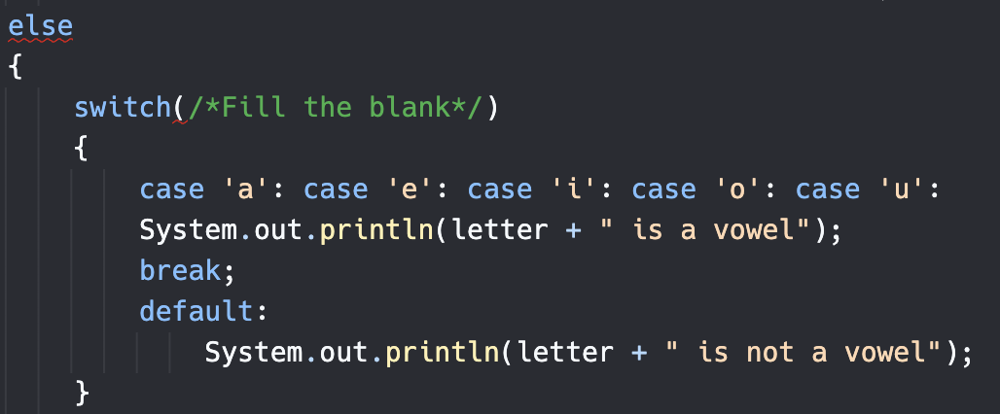 else
{
switch(/*Fill the blank*/)
{
case 'a': case 'e': case 'i': case 'o': case 'u':
System.out.println(letter + " is a vowel");
break;
default:
System.out.println(letter + " is not a vowel");
}